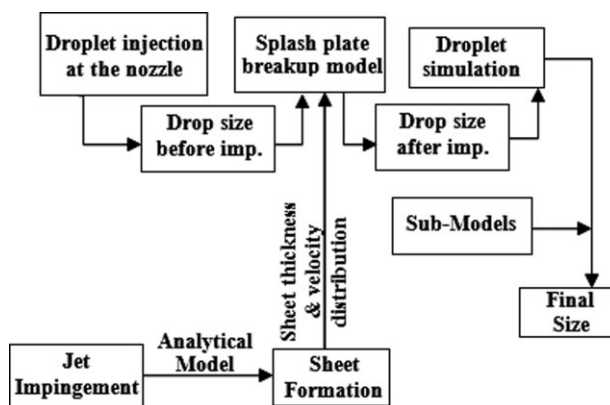 Droplet injection
at the nozzle
Splash plate
breakup model
Droplet
simulation
Drop size
before imp.
Drop size
after imp.
Sheet thickness
& velocity
distribution
Sub-Models
Final
Size
Jet
Impingement
Analytical
Model
Sheet
Formation